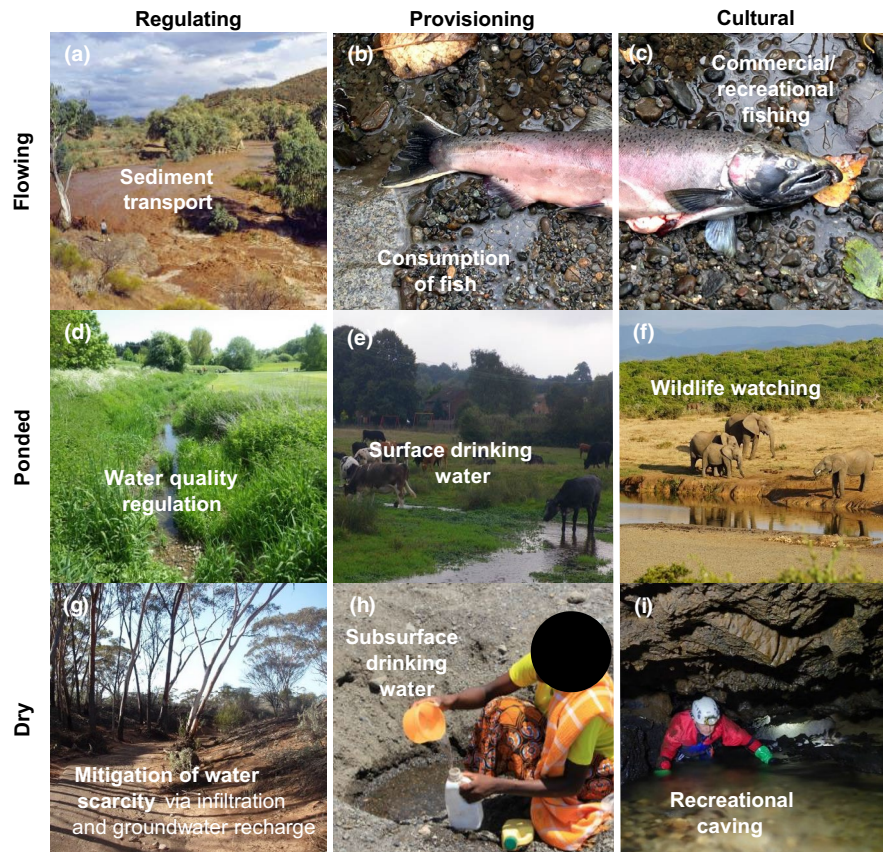 Regulating
Provisioning
Cultural
Flowing
(a)
Sediment
transport
(b)
Consumption
of fish
(c)
Commercial/
recreational
fishing
Ponded
(d)
Water quality
regulation
(e)
Surface drinking
water
(f)
Wildlife watching
Dry
(g)
Mitigation of water
scarcity via infiltration
and groundwater recharge
(h)
Subsurface
drinking
water
(i)
Recreational
caving